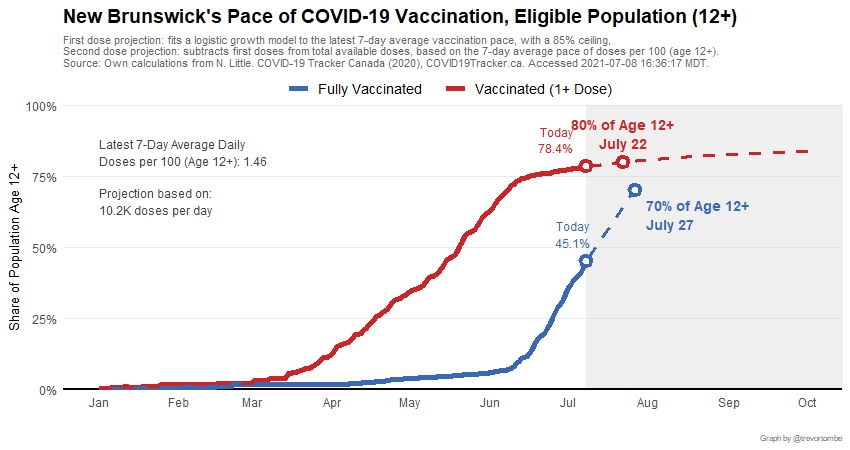 New Brunswick's Pace of COVID-19 Vaccination, Eligible Population (12+)
First dose projection: fits a logistic growth model to the latest 7-day average vaccination pace, with a 85% ceiling,
Second dose projection: subtracts first doses from total available doses, based on the 7-day average pace of doses per 100 (age 12+).
Source: Own calculations from N. Little. COVID-19 Tracker Canada (2020), COVID19Tracker.ca. Accessed 2021-07-08 16:36:17 MDT.
Fully Vaccinated
Vaccinated (1+ Dose)
100%
75%
50%
25%
0%
Share of Population Age 12+
Latest 7-Day Average Daily
Doses per 100 (Age 12+): 1.46
Projection based on:
10.2K doses per day
Today
78.4%
80% of Age 12+
July 22
Today
45.1%
70% of Age 12+
July 27
Jan
Feb
Mar
Apr
May
Jun
Jul
Aug
Sep
Oct
Graph by @trevortombe